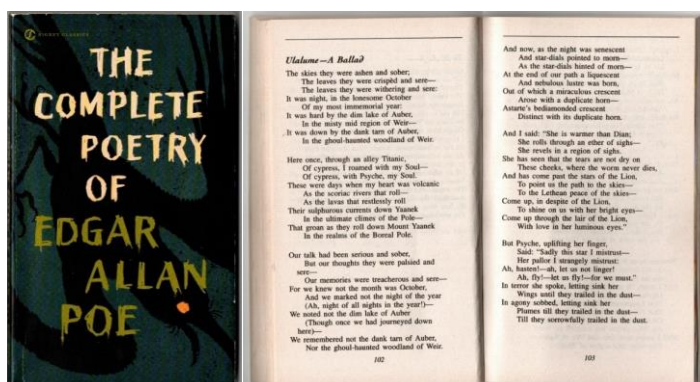 SIGNET CLASSICS
THE
COMPLETE
POETRY
OF
EDGAR
ALLAN
POE
Ulalume—A Ballad
The skies they were ashen and sober;
The leaves they were crispèd and sere—
The leaves they were withering and sere:
It was night, in the lonesome October
Of my most immemorial year:
It was hard by the dim lake of Auber,
In the misty mid region of Weir—
It was down by the dank tarn of Auber,
In the ghoul-haunted woodland of Weir.
Here once, through an alley Titanic,
Of cypress, I roamed with my Soul—
Of cypress, with Psyche, my Soul.
These were days when my heart was volcanic
As the scoriac rivers that roll—
As the lavas that restlessly roll
Their sulphurous currents down Yaanek
In the ultimate climes of the Pole—
That groan as they roll down Mount Yaanek
In the realms of the Boreal Pole.
Our talk had been serious and sober,
But our thoughts they were palsied and
sere—
Our memories were treacherous and sere—
For we knew not the month was October,
And we marked not the night of the year
(Ah, night of all nights in the year!)—
We noted not the dim lake of Auber
(Though once we had journeyed down
here)—
We remembered not the dank tarn of Auber,
Nor the ghoul-haunted woodland of Weir.
102
And now, as the night was senescent
And star-dials pointed to morn—
As the star-dials hinted of morn—
At the end of our path a liquescent
And nebulous lustre was born,
Out of which a miraculous crescent
Arose with a duplicate horn—
Astarte's bediamonded crescent
Distinct with its duplicate horn.
And I said: "She is warmer than Dian;
She rolls through an ether of sighs—
She revels in a region of sighs.
She has seen that the tears are not dry on
These cheeks, where the worm never dies,
And has come past the stars of the Lion,
To point us the path to the skies—
To the Lethean peace of the skies—
Come up, in despite of the Lion,
To shine on us with her bright eyes—
Come up through the lair of the Lion,
With love in her luminous eyes."
But Psyche, uplifting her finger,
Said: "Sadly this star I mistrust—
Her pallor I strangely mistrust:
Ah, hasten!—ah, let us not linger!
Ah, fly!—let us fly!—for we must."
In terror she spoke, letting sink her
Wings until they trailed in the dust—
In agony sobbed, letting sink her
Plumes till they trailed in the dust—
Till they sorrowfully trailed in the dust.
103